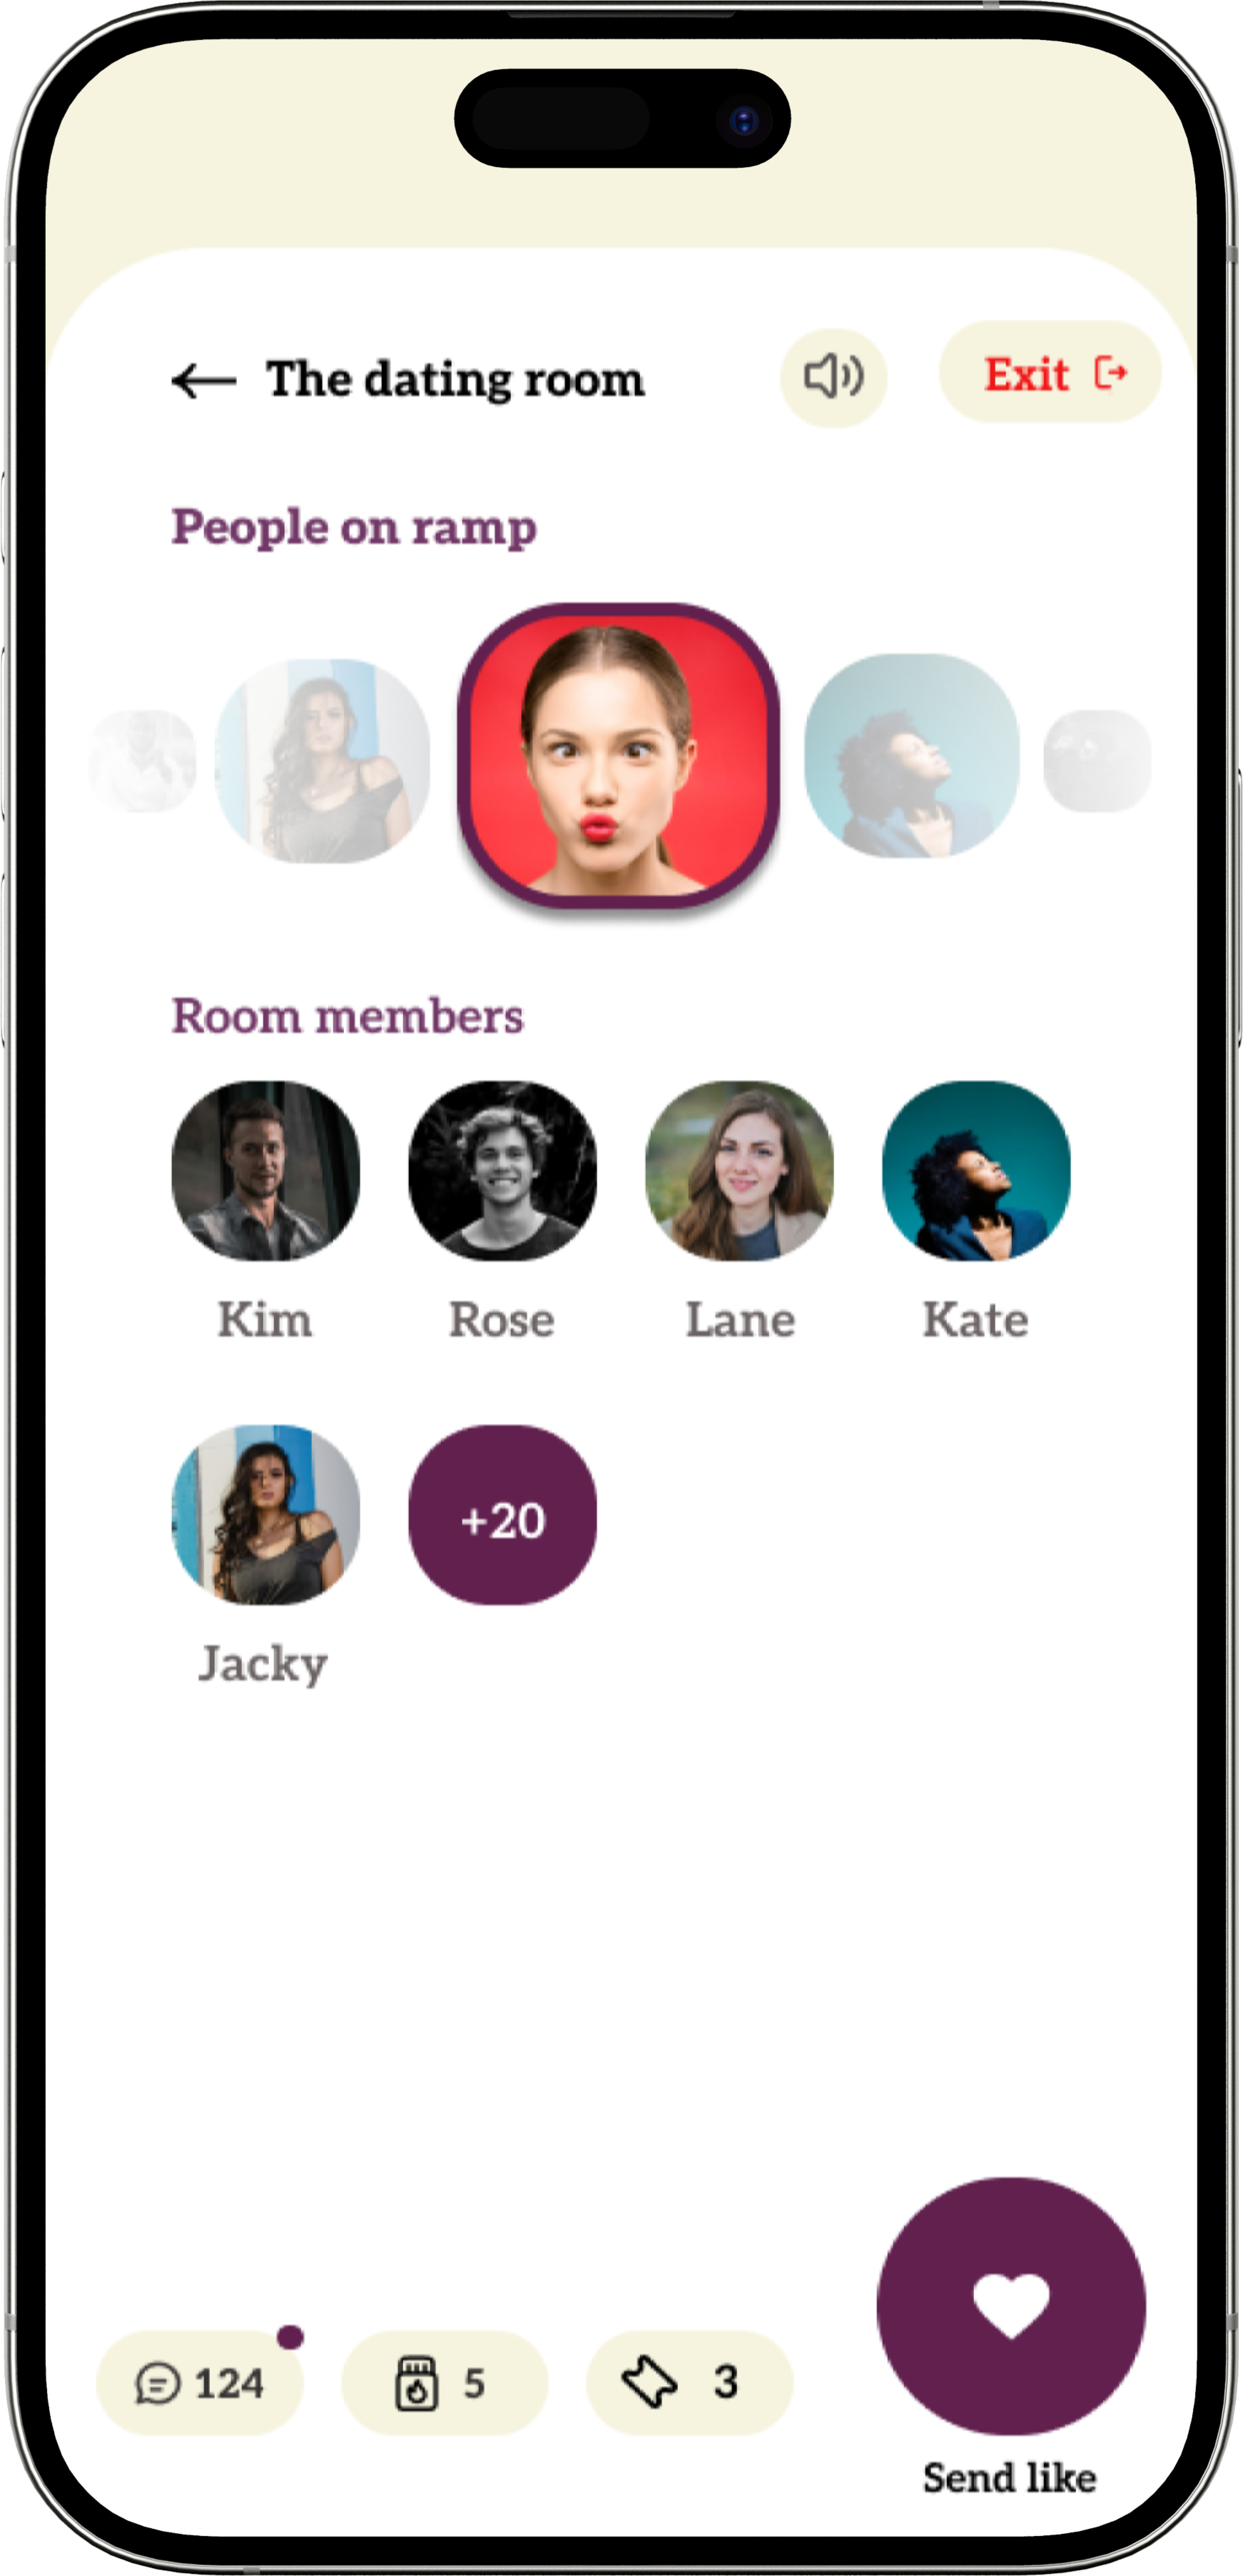 The dating room
Exit
People on ramp
Room members
Kim Rose Lane Kate
+20
Jacky
124 5 3
Send like